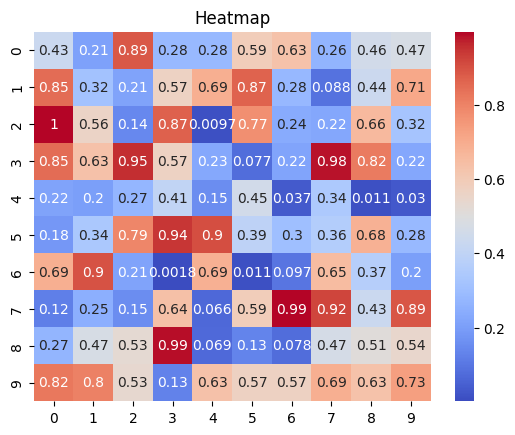 Heatmap
0 0.43 0.21 0.89 0.28 0.28 0.59 0.63 0.26 0.46 0.47
1 0.85 0.32 0.21 0.57 0.69 0.87 0.28 0.088 0.44 0.71
0.8
2 1 0.56 0.14 0.87 0.0097 0.77 0.24 0.22 0.66 0.32
3 0.85 0.63 0.95 0.57 0.23 0.077 0.22 0.98 0.82 0.22
0.6
4 0.22 0.2 0.27 0.41 0.15 0.45 0.037 0.34 0.011 0.03
5 0.18 0.34 0.79 0.94 0.9 0.39 0.3 0.36 0.68 0.28
0.4
6 0.69 0.9 0.21 0.0018 0.69 0.011 0.097 0.65 0.37 0.2
7 0.12 0.25 0.15 0.64 0.066 0.59 0.99 0.92 0.43 0.89
0.2
8 0.27 0.47 0.53 0.99 0.069 0.13 0.078 0.47 0.51 0.54
9 0.82 0.8 0.53 0.13 0.63 0.57 0.57 0.69 0.63 0.73
0 1 2 3 4 5 6 7 8 9